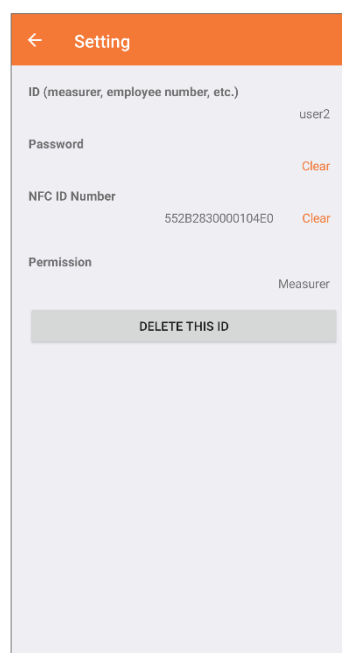 Setting
ID (measurer, employee number, etc.)
user2
Password
Clear
NFC ID Number
552B2830000104E0 Clear
Permission
Measurer
DELETE THIS ID